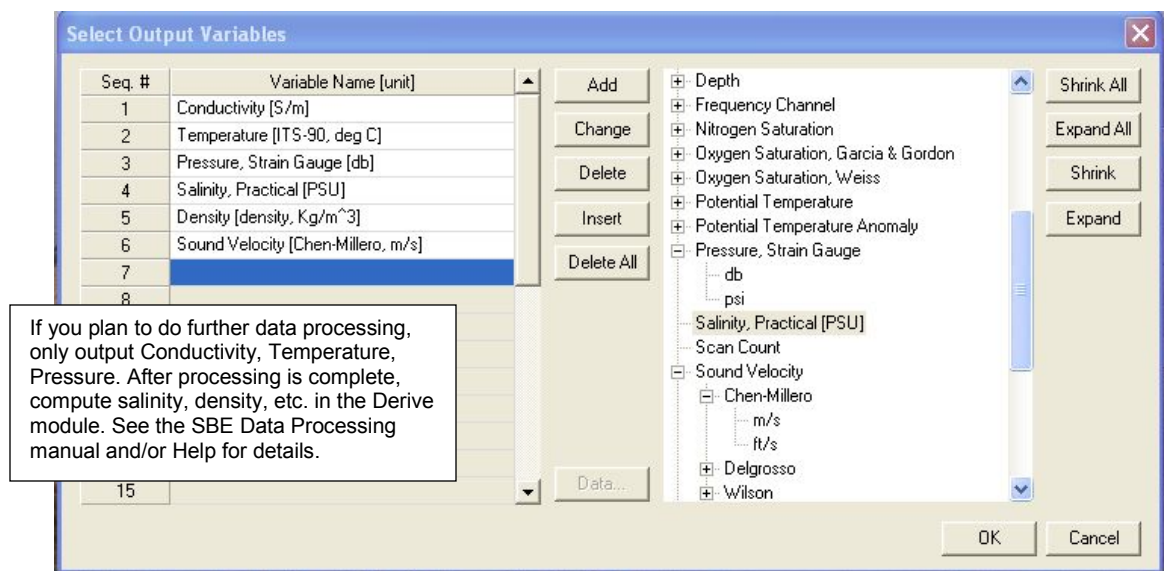 Select Output Variables
Seq. # Variable Name [unit]
1 Conductivity [S/m]
2 Temperature [ITS-90, deg C]
3 Pressure, Strain Gauge [db]
4 Salinity, Practical [PSU]
5 Density [density, Kg/m^3]
6 Sound Velocity [Chen-Millero, m/s]
7
8
15
If you plan to do further data processing,
only output Conductivity, Temperature,
Pressure. After processing is complete,
compute salinity, density, etc. in the Derive
module. See the SBE Data Processing
manual and/or Help for details.
Add
Change
Delete
Insert
Delete All
Data...
Depth
Frequency Channel
Nitrogen Saturation
Oxygen Saturation, Garcia & Gordon
Oxygen Saturation, Weiss
Potential Temperature
Potential Temperature Anomaly
Pressure, Strain Gauge
db
psi
Salinity, Practical [PSU]
Scan Count
Sound Velocity
Chen-Millero
m/s
ft/s
Delgrosso
Wilson
Shrink All
Expand All
Shrink
Expand
OK
Cancel